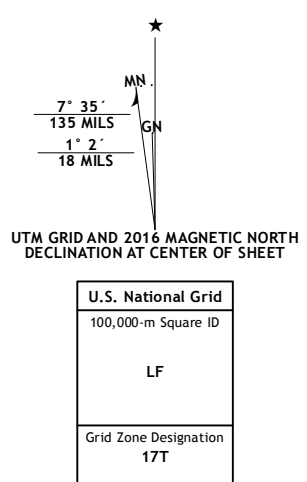 ★
MN
7° 35´
135 MILS
GN
1° 2´
18 MILS
UTM GRID AND 2016 MAGNETIC NORTH
DECLINATION AT CENTER OF SHEET
U.S. National Grid
100,000-m Square ID
LF
Grid Zone Designation
17T